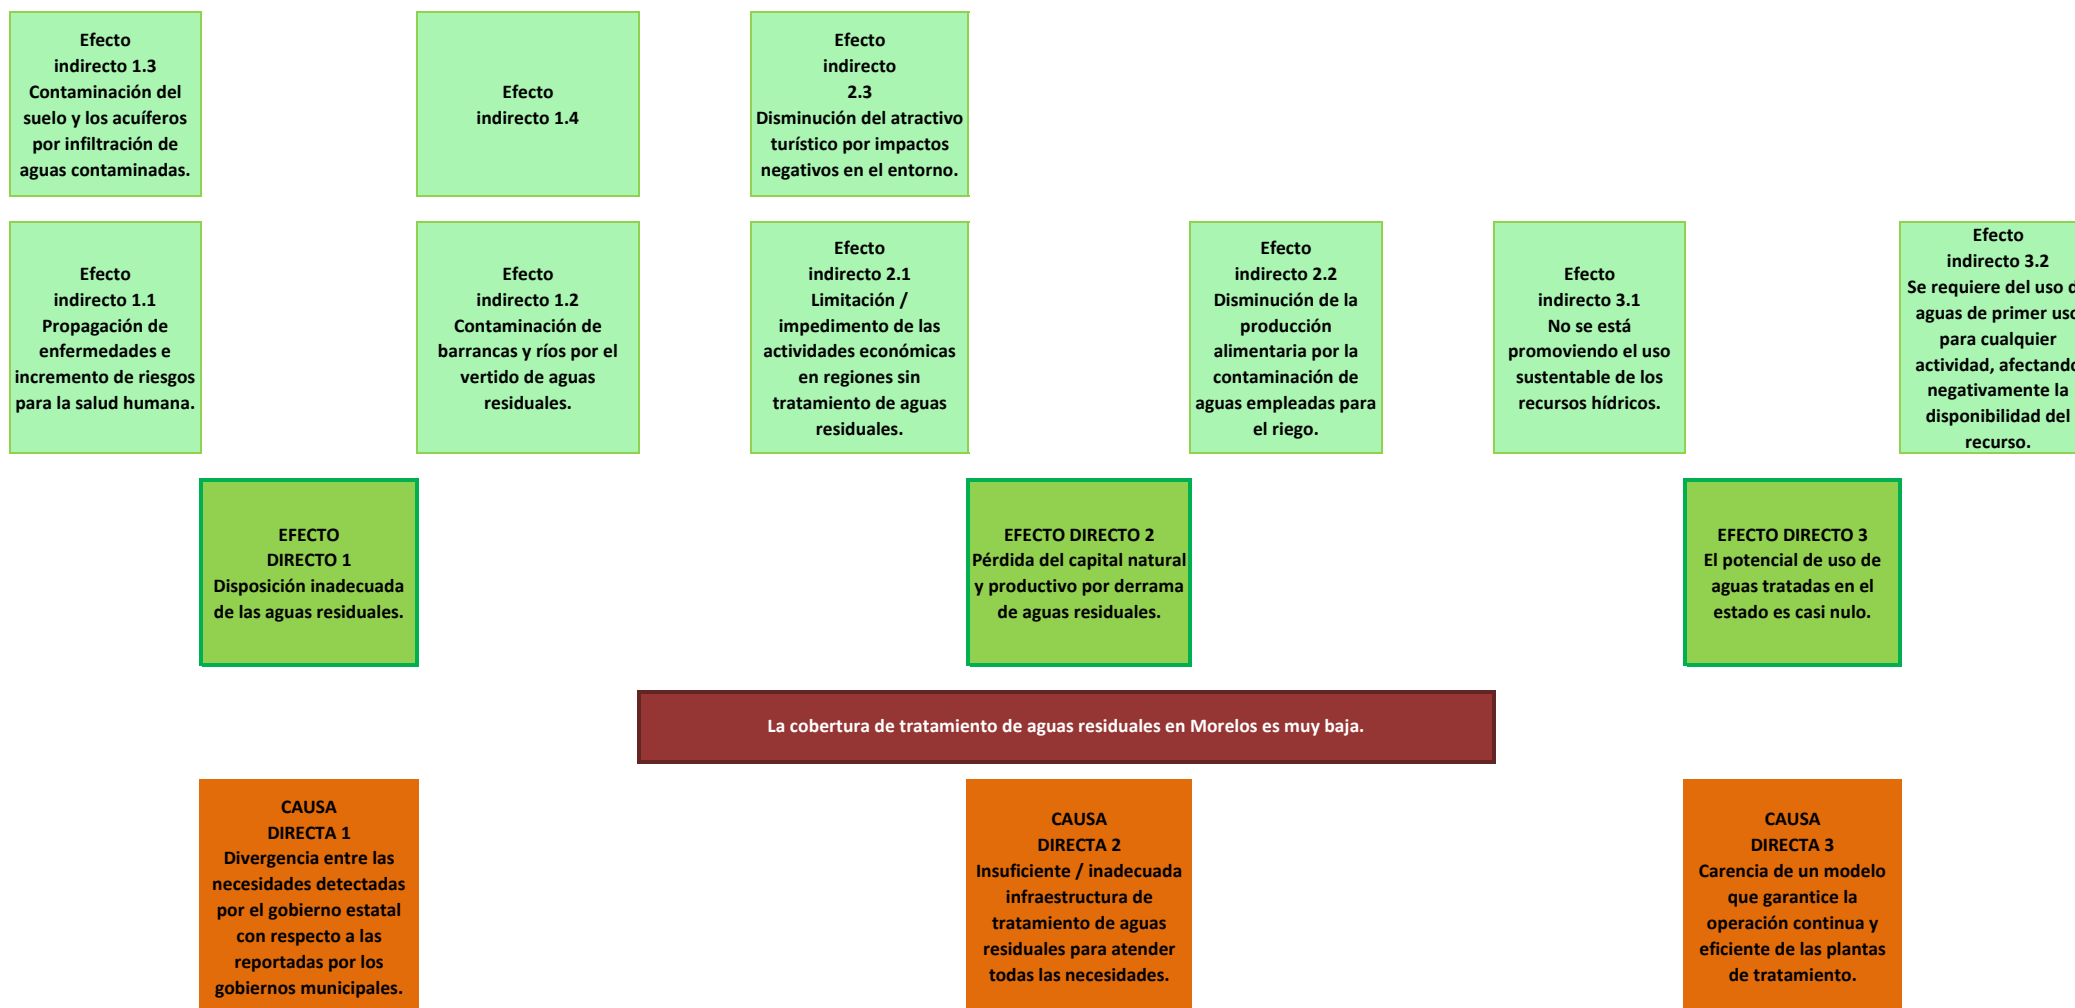 Efecto
indirecto 1.3
Contaminación del
suelo y los acuíferos
por infiltración de
aguas contaminadas.
Efecto
indirecto 1.4
Efecto
indirecto
2.3
Disminución del atractivo
turístico por impactos
negativos en el entorno.
Efecto
indirecto 1.1
Propagación de
enfermedades e
incremento de riesgos
para la salud humana.
Efecto
indirecto 1.2
Contaminación de
barrancas y ríos por el
vertido de aguas
residuales.
Efecto
indirecto 2.1
Limitación /
impedimento de las
actividades económicas
en regiones sin
tratamiento de aguas
residuales.
Efecto
indirecto 2.2
Disminución de la
producción
alimentaria por la
contaminación de
aguas empleadas para
el riego.
Efecto
indirecto 3.1
No se está
promoviendo el uso
sustentable de los
recursos hídricos.
Efecto
indirecto 3.2
Se requiere del uso
aguas de primer uso
para cualquier
actividad, afectando
negativamente la
disponibilidad del
recurso.
EFECTO
DIRECTO 1
Disposición inadecuada
de las aguas residuales.
EFECTO DIRECTO 2
Pérdida del capital natural
y productivo por derrama
de aguas residuales.
EFECTO DIRECTO 3
El potencial de uso de
aguas tratadas en el
estado es casi nulo.
La cobertura de tratamiento de aguas residuales en Morelos es muy baja.
CAUSA
DIRECTA 1
Divergencia entre las
necesidades detectadas
por el gobierno estatal
con respecto a las
reportadas por los
gobiernos municipales.
CAUSA
DIRECTA 2
Insuficiente / inadecuada
infraestructura de
tratamiento de aguas
residuales para atender
todas las necesidades.
CAUSA
DIRECTA 3
Carencia de un modelo
que garantice la
operación continua y
eficiente de las plantas
de tratamiento.